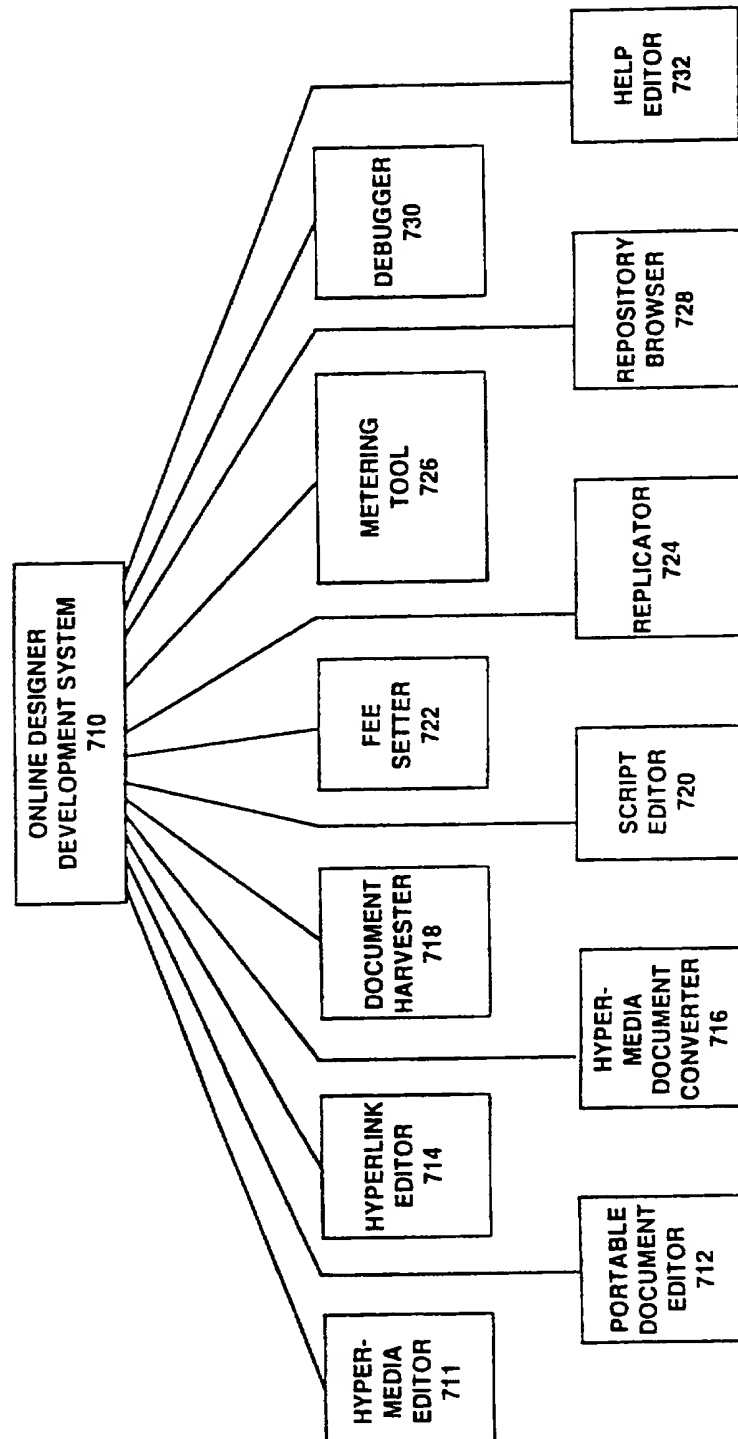 ONLINE DESIGNER
DEVELOPMENT SYSTEM
710
HYPER-
MEDIA
EDITOR
711
PORTABLE
DOCUMENT
EDITOR
712
HYPERLINK
EDITOR
714
HYPER-
MEDIA
DOCUMENT
CONVERTER
716
DOCUMENT
HARVESTER
718
SCRIPT
EDITOR
720
FEE
SETTER
722
REPLICATOR
724
METERING
TOOL
726
REPOSITORY
BROWSER
728
DEBUGGER
730
HELP
EDITOR
732